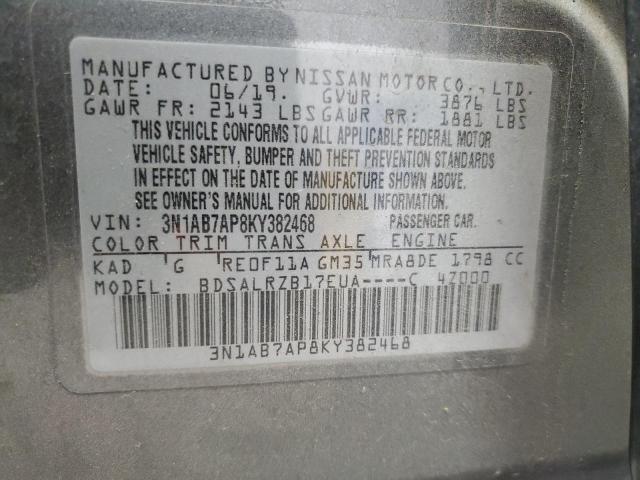 MANUFACTURED BY NISSAN MOTOR CO., LTD.
DATE: 06/19. GVWR: 3876 LBS
GAWR FR: 2143 LBS GAWR RR: 1881 LBS
THIS VEHICLE CONFORMS TO ALL APPLICABLE FEDERAL MOTOR
VEHICLE SAFETY, BUMPER AND THEFT PREVENTION STANDARDS
IN EFFECT ON THE DATE OF MANUFACTURE SHOWN ABOVE.
SEE OWNER'S MANUAL FOR ADDITIONAL INFORMATION.
VIN: 3N1AB7AP8KY382468 PASSENGER CAR.
COLOR TRIM TRANS AXLE ENGINE
KAD G RE0F11A GM35 MRA8DE 1798 CC
MODEL: BDSALRZB17EUA----C 4Z000
3N1AB7AP8KY382468